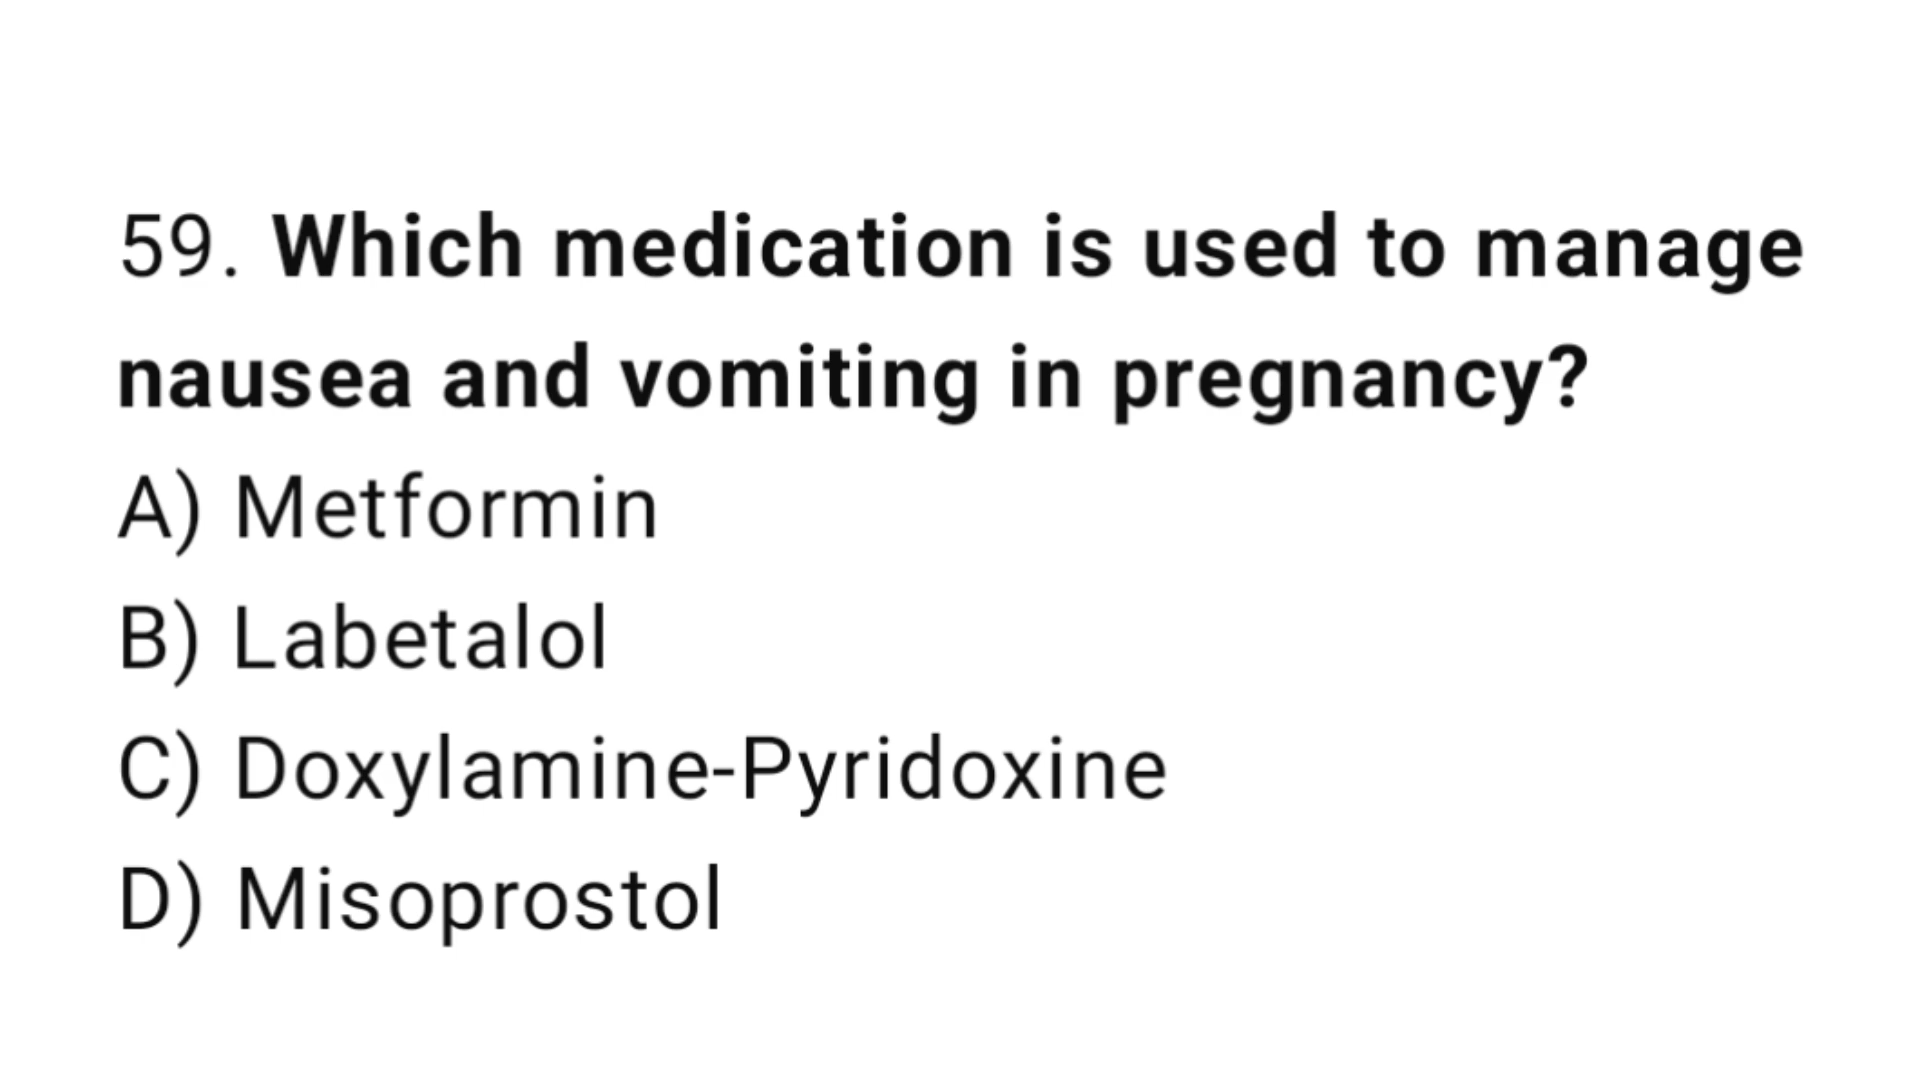 59. Which medication is used to manage
nausea and vomiting in pregnancy?
A) Metformin
B) Labetalol
C) Doxylamine-Pyridoxine
D) Misoprostol